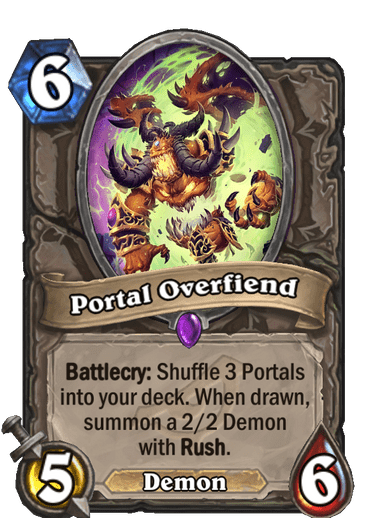 6
Portal Overfiend
Battlecry: Shuffle 3 Portals
into your deck. When drawn,
summon a 2/2 Demon
with Rush.
5
Demon
6